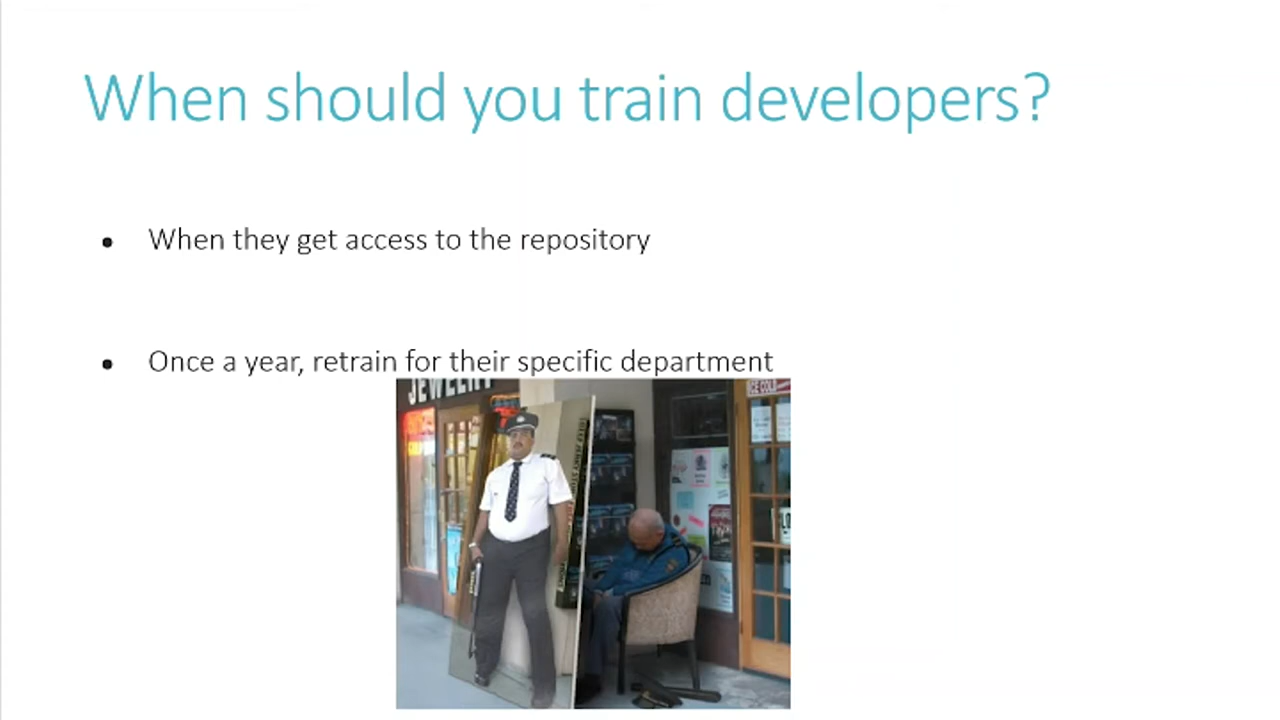 When should you train developers?
• When they get access to the repository
• Once a year, retrain for their specific department
JEWELRY